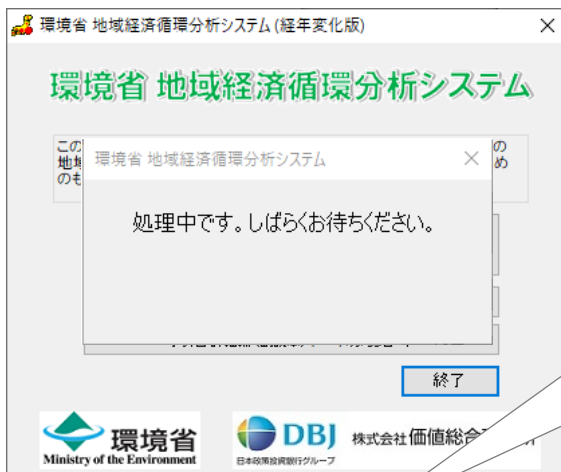 環境省 地域経済循環分析システム (経年変化版)
環境省 地域経済循環分析システム
この
の
地域
め
のも
環境省 地域経済循環分析システム
処理中です。しばらくお待ちください。
終了
環境省
Ministry of the Environment
DBJ
日本政策投資銀行グループ
株式会社価値総合